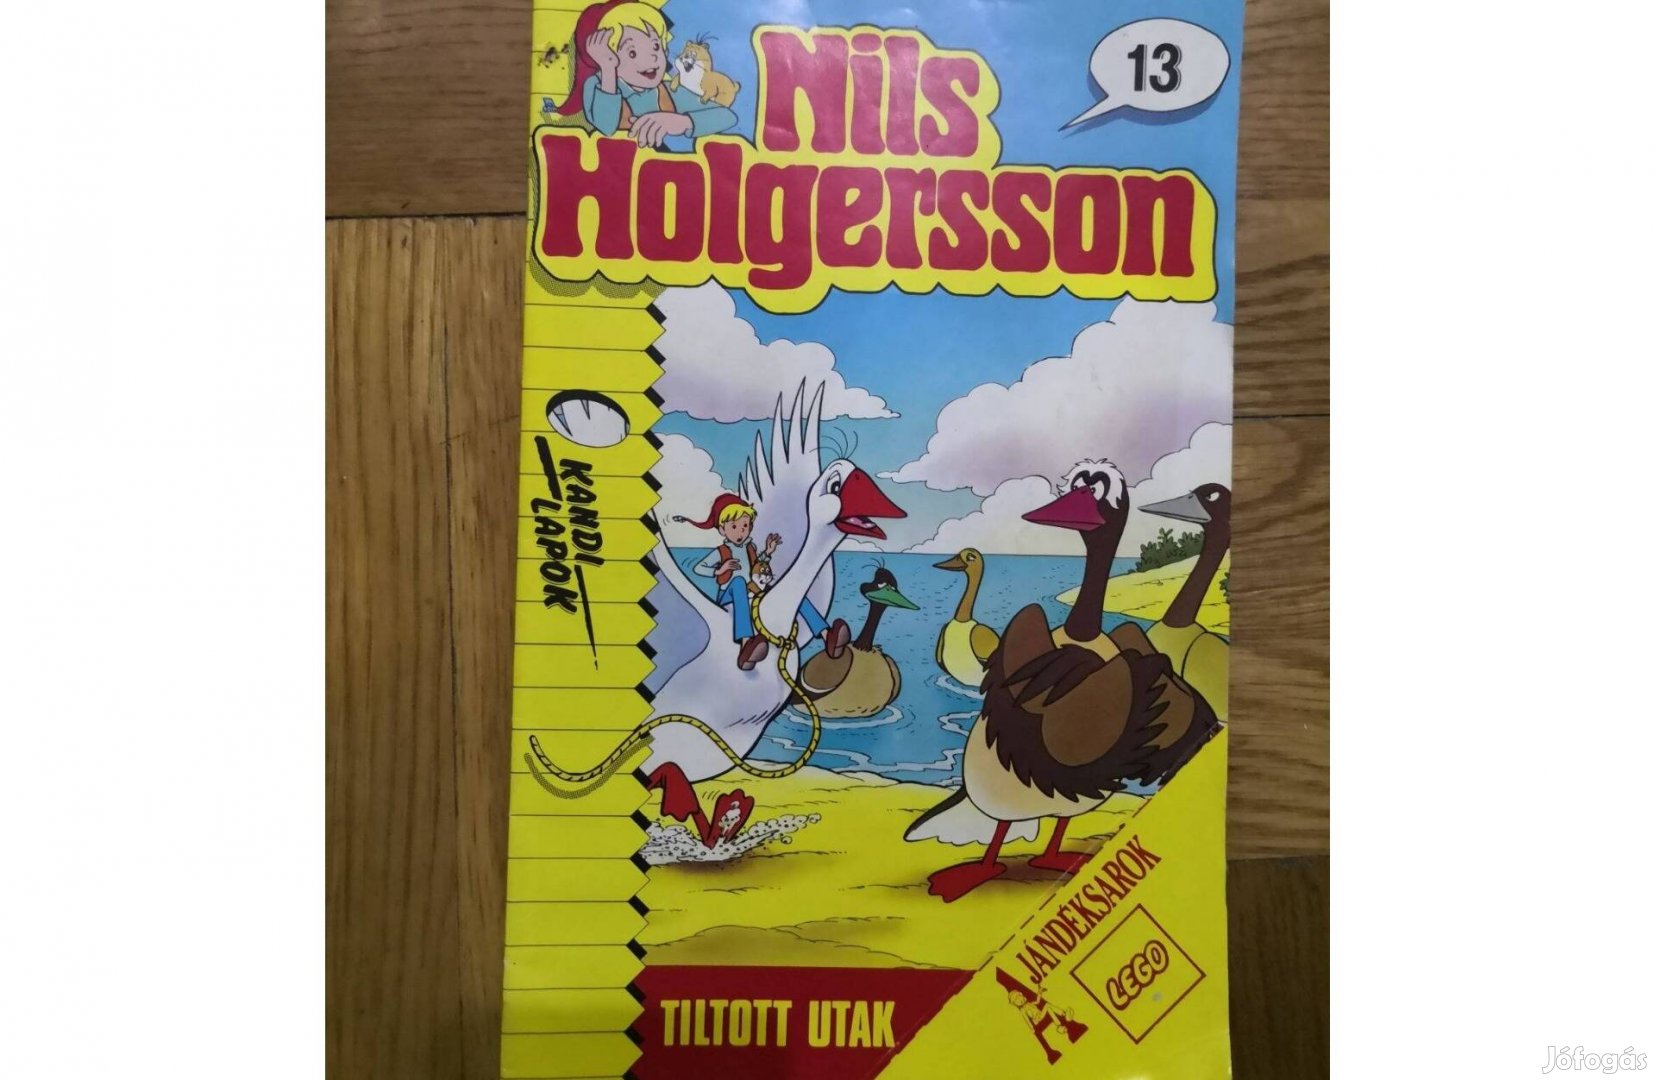 Nils
Holgersson
13
KANDI
LAPOK
TILTOTT UTAK
AJÁNDÉKSAROK
LEGO
Jófogás